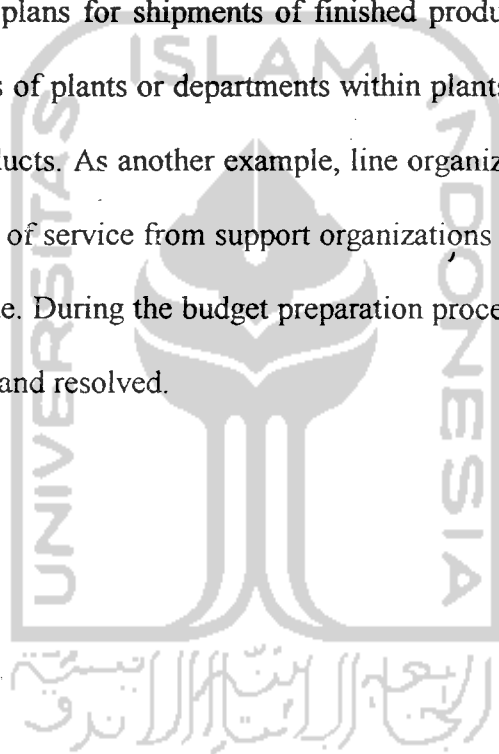 plans for shipments of finished produ
ISLAM
s of plants or departments within plants
ducts. As another example, line organiz
of service from support organizations
e. During the budget preparation proce
and resolved.
UNIVERSITAS
INDONESIA